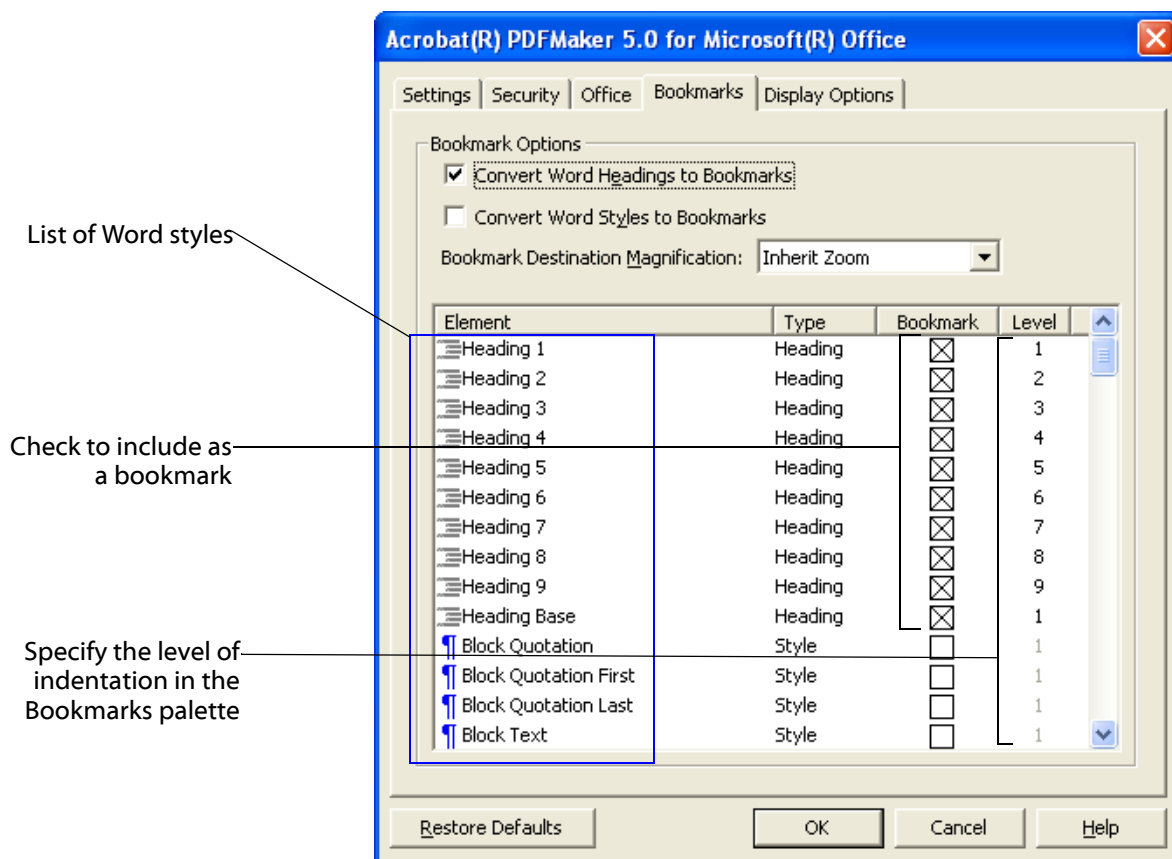 Acrobat(R) PDFMaker 5.0 for Microsoft(R) Office
Settings Security Office Bookmarks Display Options
Bookmark Options
Convert Word Headings to Bookmarks
Convert Word Styles to Bookmarks
Bookmark Destination Magnification: Inherit Zoom
List of Word styles
Element Type Bookmark Level
Heading 1 Heading 1
Heading 2 Heading 2
Heading 3 Heading 3
Heading 4 Heading 4
Heading 5 Heading 5
Heading 6 Heading 6
Heading 7 Heading 7
Heading 8 Heading 8
Heading 9 Heading 9
Heading Base Heading 1
Block Quotation Style 1
Block Quotation First Style 1
Block Quotation Last Style 1
Block Text Style 1
Check to include as
a bookmark
Specify the level of
indentation in the
Bookmarks palette
Restore Defaults OK Cancel Help